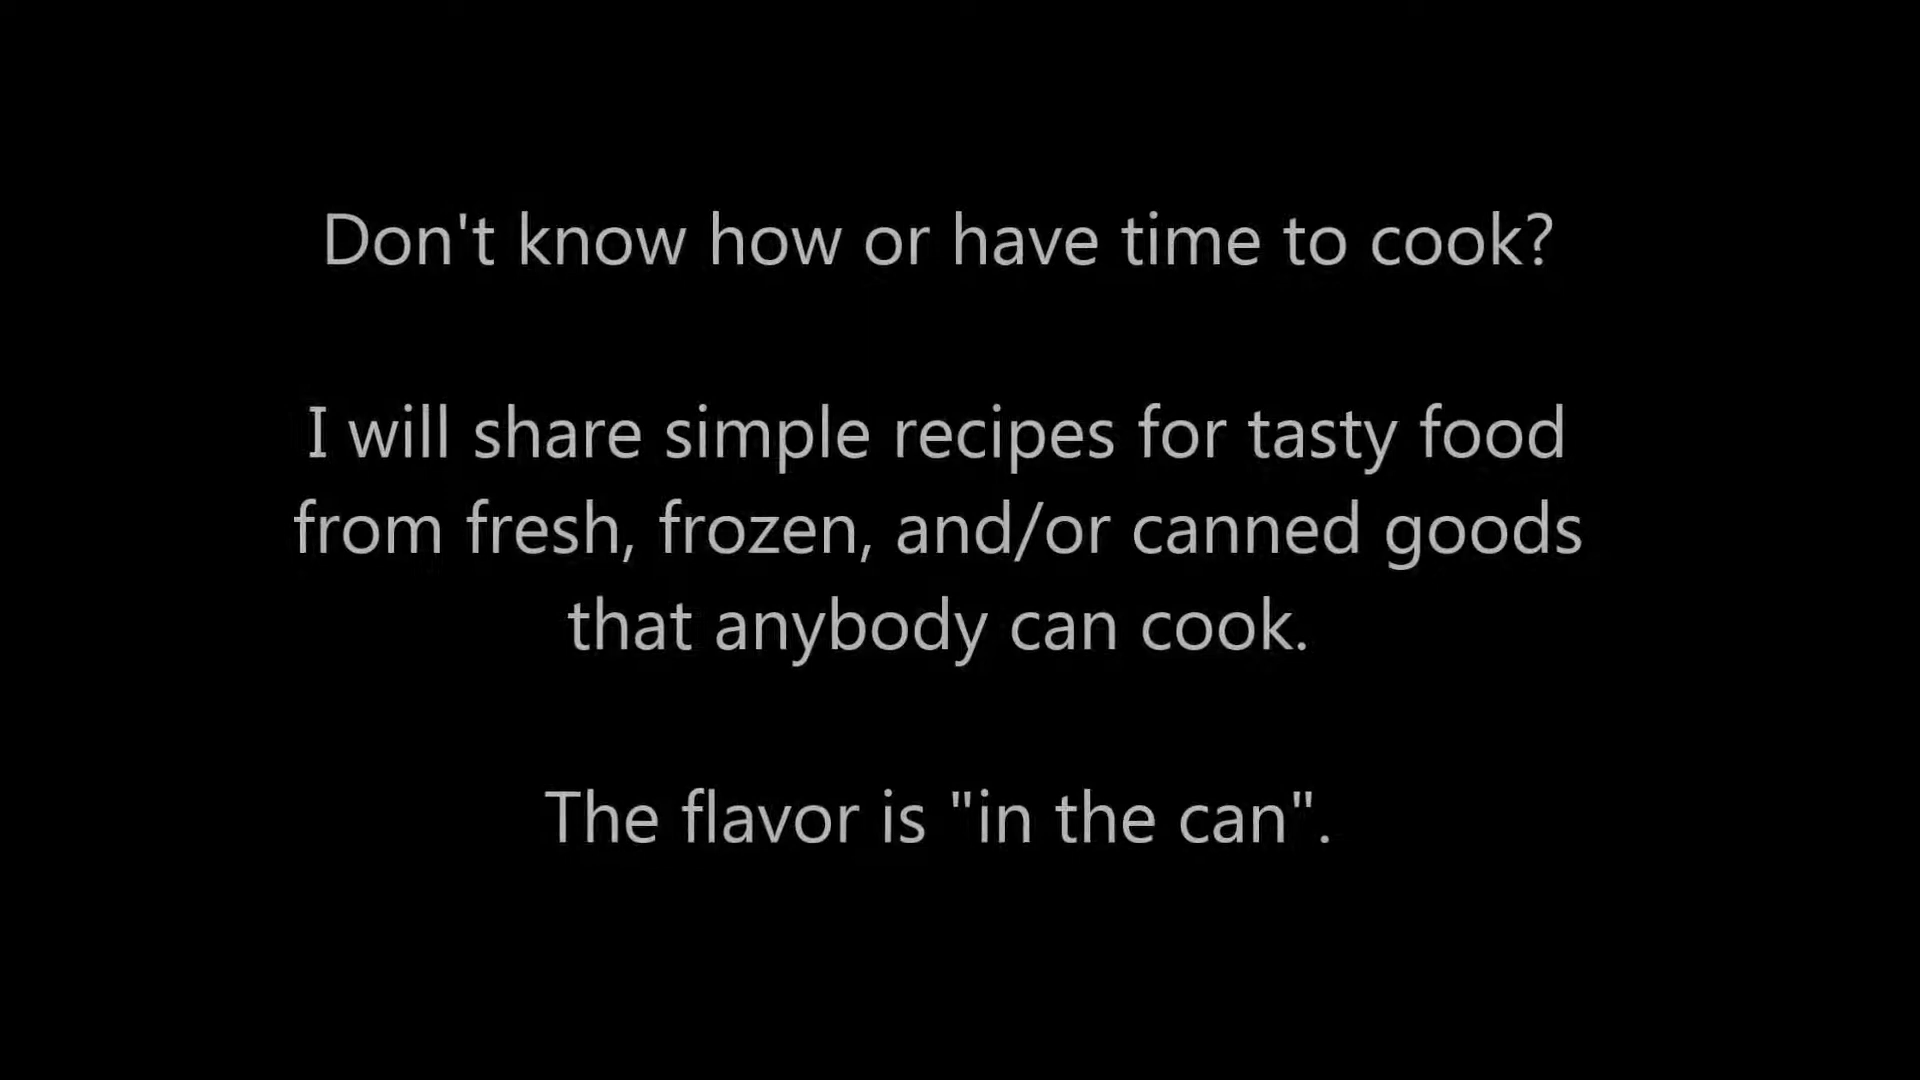 Don't know how or have time to cook?
I will share simple recipes for tasty food
from fresh, frozen, and/or canned goods
that anybody can cook.
The flavor is "in the can".